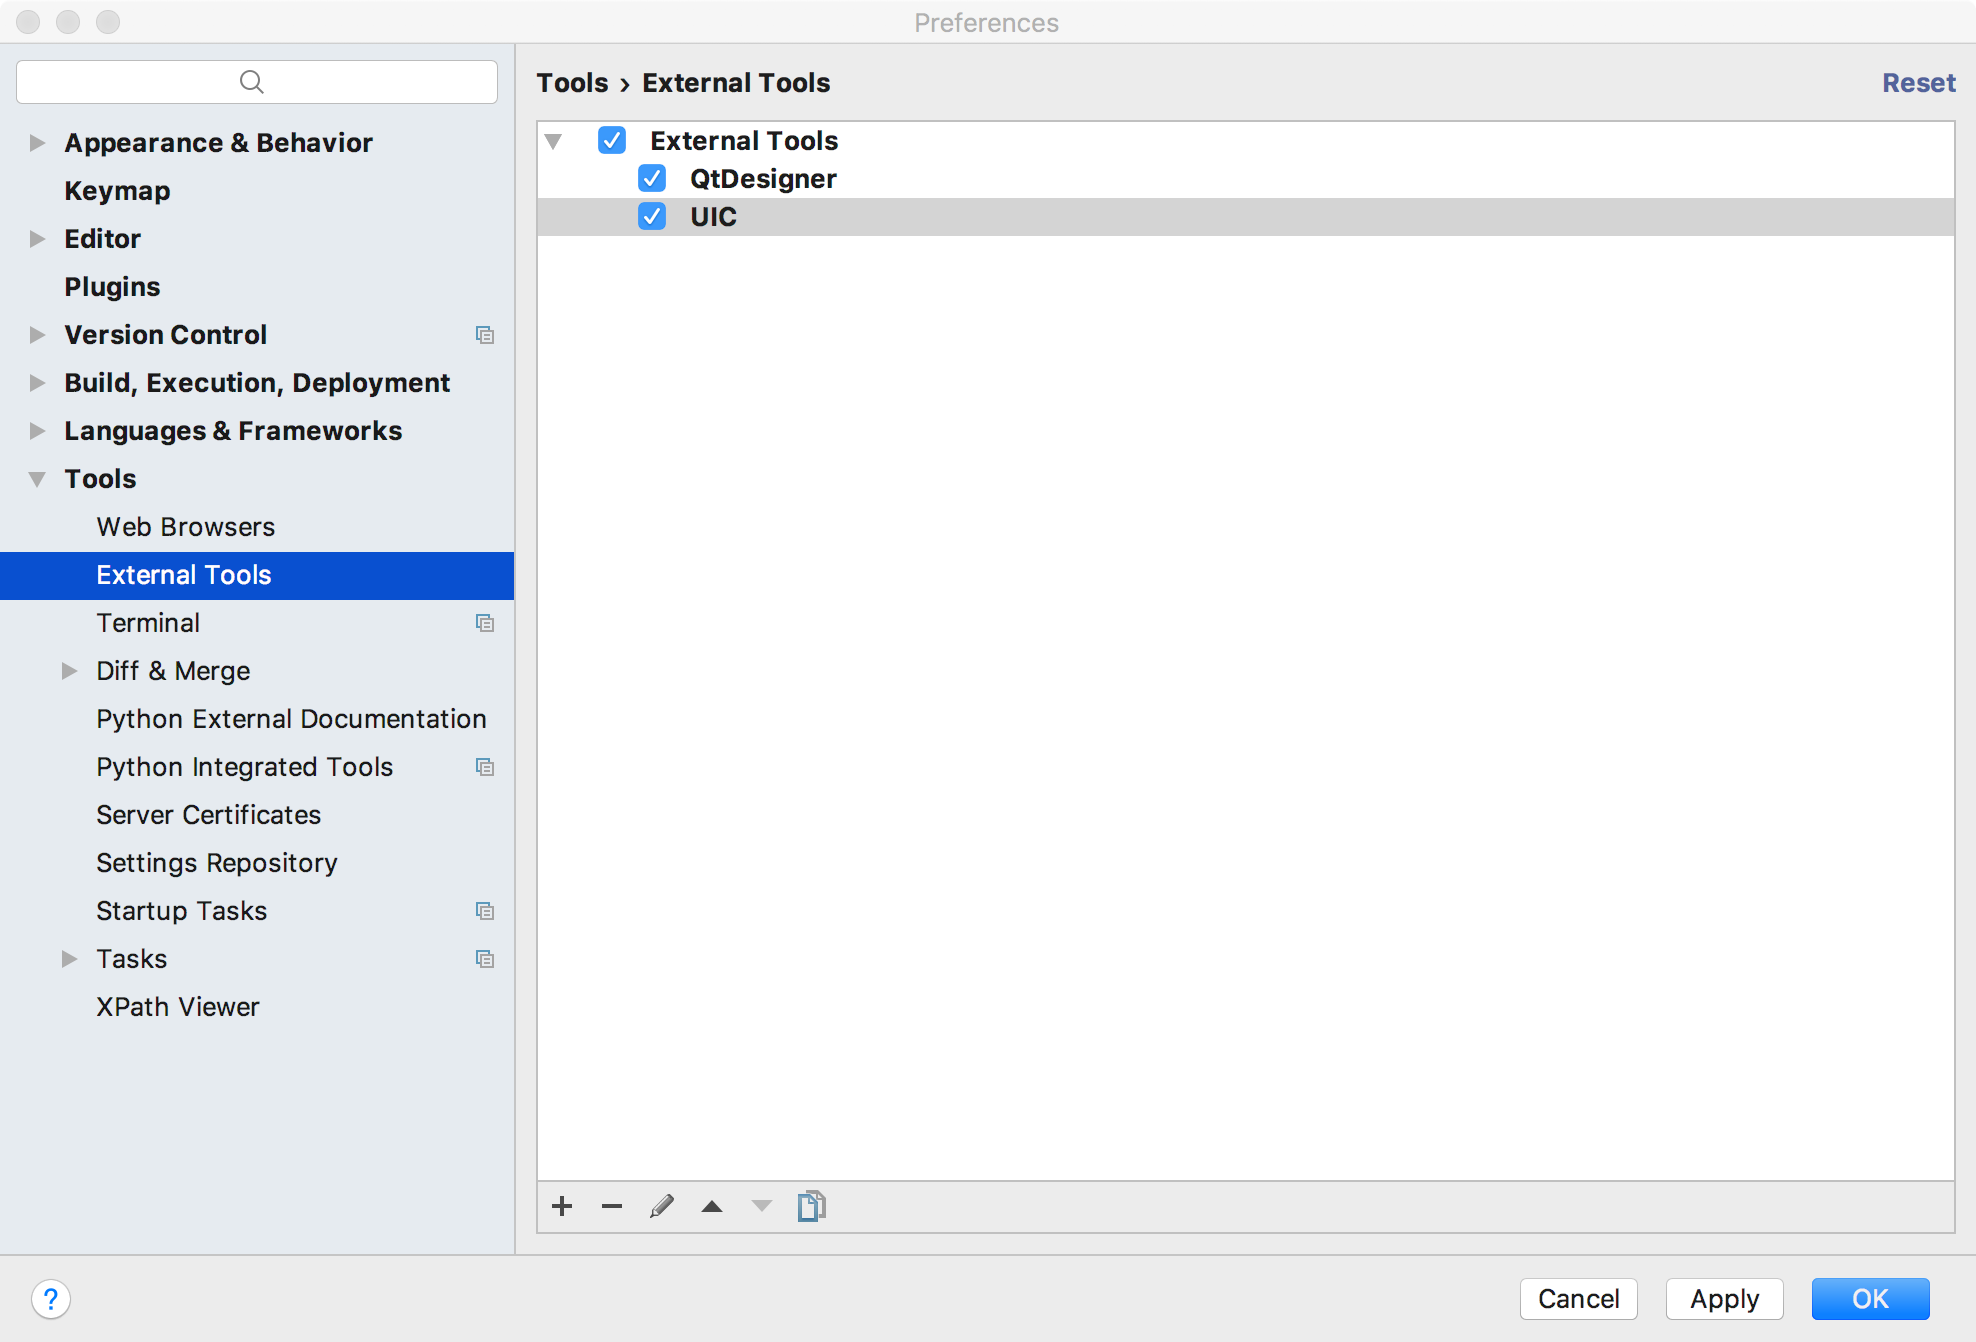 Preferences
Appearance & Behavior
Keymap
Editor
Plugins
Version Control
Build, Execution, Deployment
Languages & Frameworks
Tools
Web Browsers
External Tools
Terminal
Diff & Merge
Python External Documentation
Python Integrated Tools
Server Certificates
Settings Repository
Startup Tasks
Tasks
XPath Viewer
Tools › External Tools
Reset
External Tools
QtDesigner
UIC
?
Cancel
Apply
OK